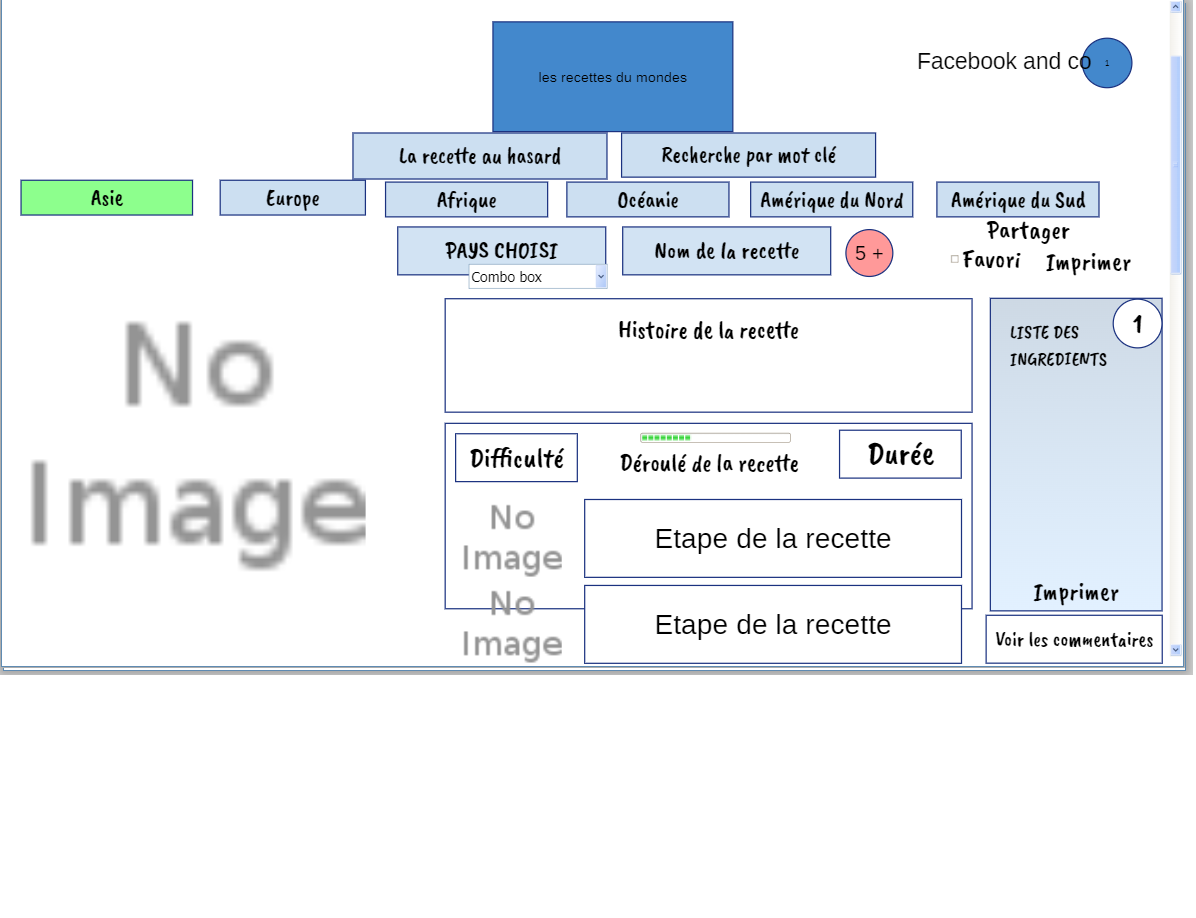 Facebook and co
1
les recettes du mondes
La recette au hasard
Recherche par mot clé
Asie
Europe
Afrique
Océanie
Amérique du Nord
Amérique du Sud
Partager
PAYS CHOISI
Nom de la recette
5 +
Favori
Imprimer
Combo box
Histoire de la recette
LISTE DES
INGREDIENTS
1
No
Image
Difficulté
Déroulé de la recette
Durée
No
Image
Etape de la recette
No
Image
Etape de la recette
Imprimer
Voir les commentaires